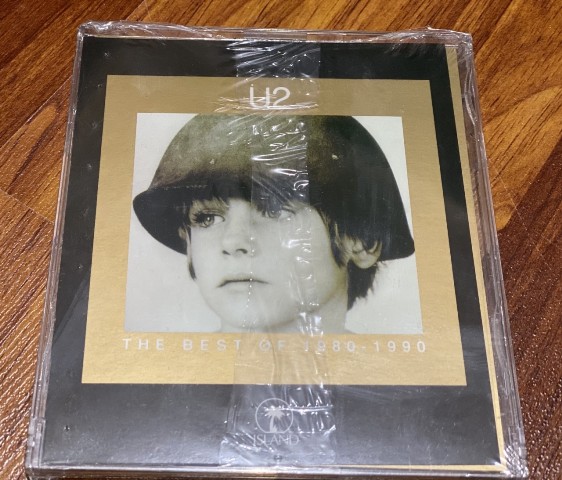 U2
THE BEST OF 1980-1990
ISLAND